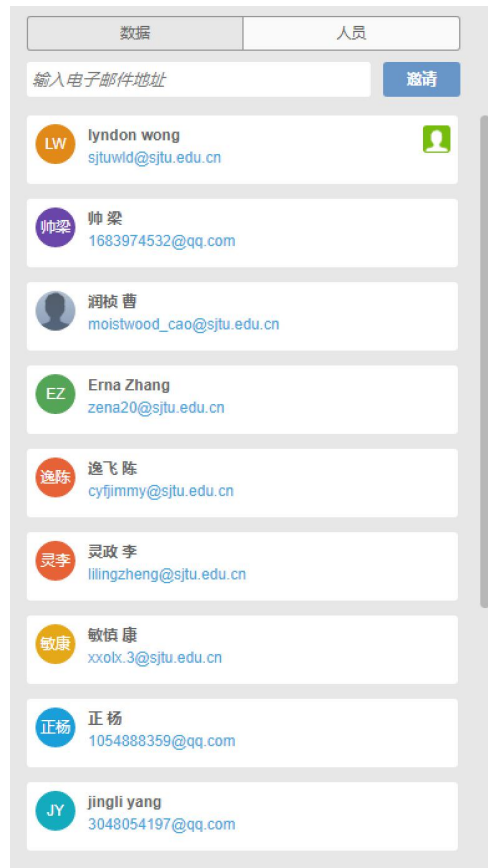 数据
人员
输入电子邮件地址
邀请
LW
lyndon wong
sjtuwld@sjtu.edu.cn
帅梁
帅 梁
1683974532@qq.com
润桢 曹
moistwood_cao@sjtu.edu.cn
EZ
Erna Zhang
zena20@sjtu.edu.cn
逸陈
逸飞 陈
cyfjimmy@sjtu.edu.cn
灵李
灵政 李
lilingzheng@sjtu.edu.cn
敏康
敏慎 康
xxolx.3@sjtu.edu.cn
正杨
正 杨
1054888359@qq.com
JY
jingli yang
3048054197@qq.com